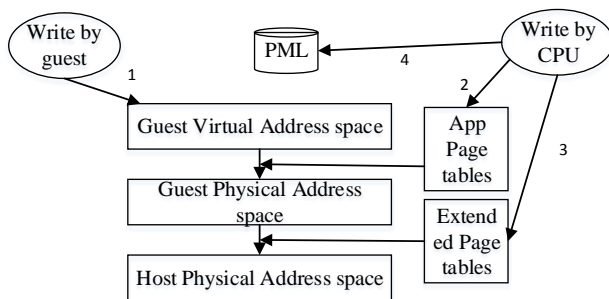 Write by
guest
PML
Write by
CPU
1
4
2
Guest Virtual Address space
App
Page
tables
3
Guest Physical Address
space
Extend
ed Page
tables
Host Physical Address space